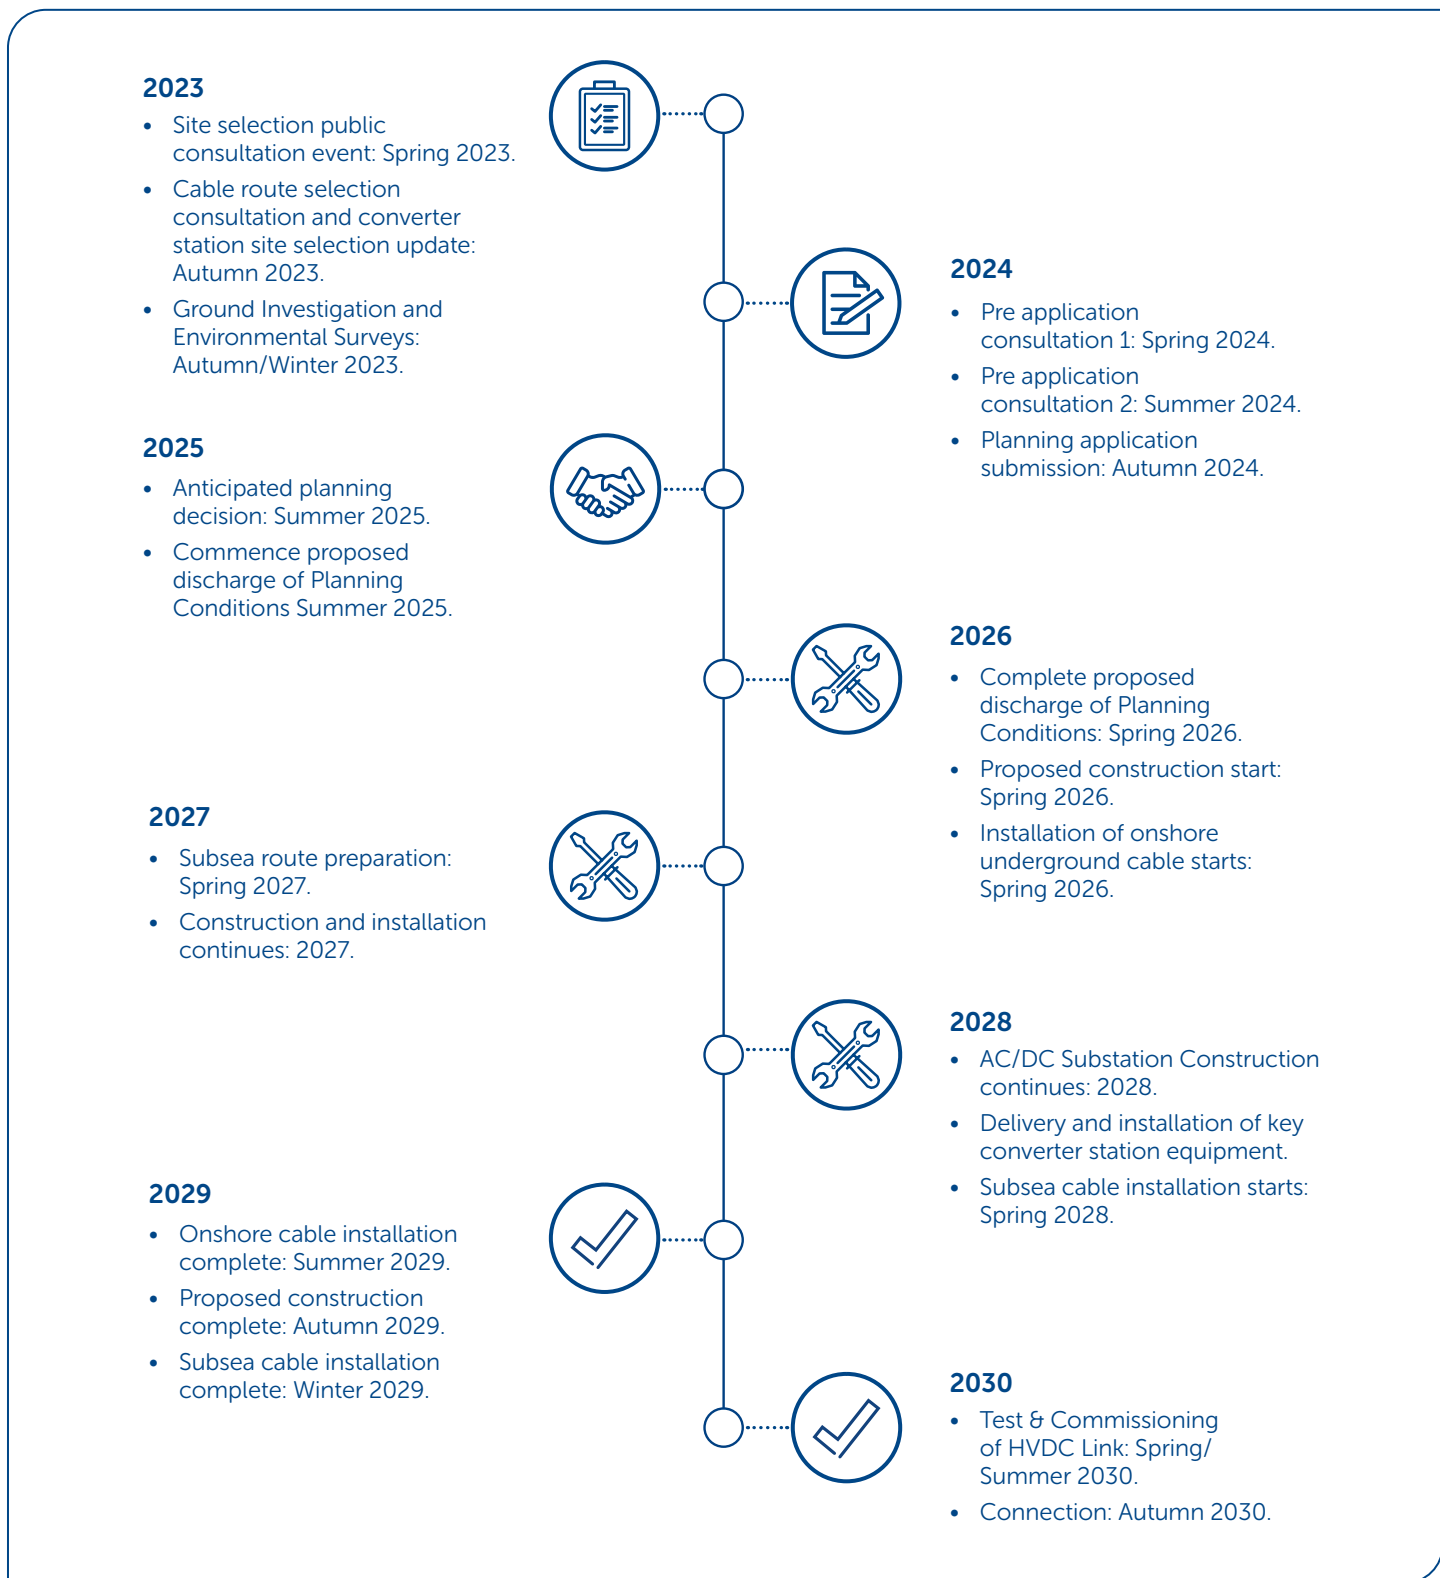 2023
• Site selection public
consultation event: Spring 2023.
• Cable route selection
consultation and converter
station site selection update:
Autumn 2023.
• Ground Investigation and
Environmental Surveys:
Autumn/Winter 2023.
2024
• Pre application
consultation 1: Spring 2024.
• Pre application
consultation 2: Summer 2024.
• Planning application
submission: Autumn 2024.
2025
• Anticipated planning
decision: Summer 2025.
• Commence proposed
discharge of Planning
Conditions Summer 2025.
2026
• Complete proposed
discharge of Planning
Conditions: Spring 2026.
• Proposed construction start:
Spring 2026.
• Installation of onshore
underground cable starts:
Spring 2026.
2027
• Subsea route preparation:
Spring 2027.
• Construction and installation
continues: 2027.
2028
• AC/DC Substation Construction
continues: 2028.
• Delivery and installation of key
converter station equipment.
• Subsea cable installation starts:
Spring 2028.
2029
• Onshore cable installation
complete: Summer 2029.
• Proposed construction
complete: Autumn 2029.
• Subsea cable installation
complete: Winter 2029.
2030
• Test & Commissioning
of HVDC Link: Spring/
Summer 2030.
• Connection: Autumn 2030.